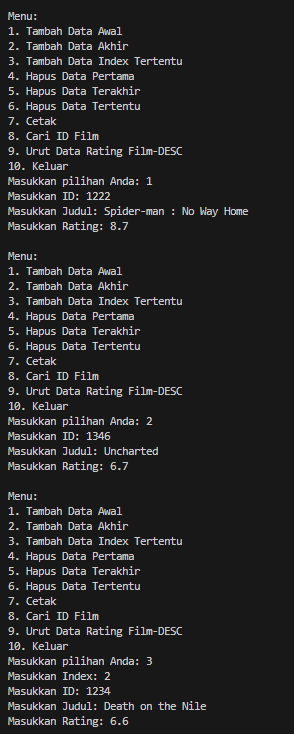 Menu:
1. Tambah Data Awal
2. Tambah Data Akhir
3. Tambah Data Index Tertentu
4. Hapus Data Pertama
5. Hapus Data Terakhir
6. Hapus Data Tertentu
7. Cetak
8. Cari ID Film
9. Urut Data Rating Film-DESC
10. Keluar
Masukkan pilihan Anda: 1
Masukkan ID: 1222
Masukkan Judul: Spider-man : No Way Home
Masukkan Rating: 8.7

Menu:
1. Tambah Data Awal
2. Tambah Data Akhir
3. Tambah Data Index Tertentu
4. Hapus Data Pertama
5. Hapus Data Terakhir
6. Hapus Data Tertentu
7. Cetak
8. Cari ID Film
9. Urut Data Rating Film-DESC
10. Keluar
Masukkan pilihan Anda: 2
Masukkan ID: 1346
Masukkan Judul: Uncharted
Masukkan Rating: 6.7

Menu:
1. Tambah Data Awal
2. Tambah Data Akhir
3. Tambah Data Index Tertentu
4. Hapus Data Pertama
5. Hapus Data Terakhir
6. Hapus Data Tertentu
7. Cetak
8. Cari ID Film
9. Urut Data Rating Film-DESC
10. Keluar
Masukkan pilihan Anda: 3
Masukkan Index: 2
Masukkan ID: 1234
Masukkan Judul: Death on the Nile
Masukkan Rating: 6.6